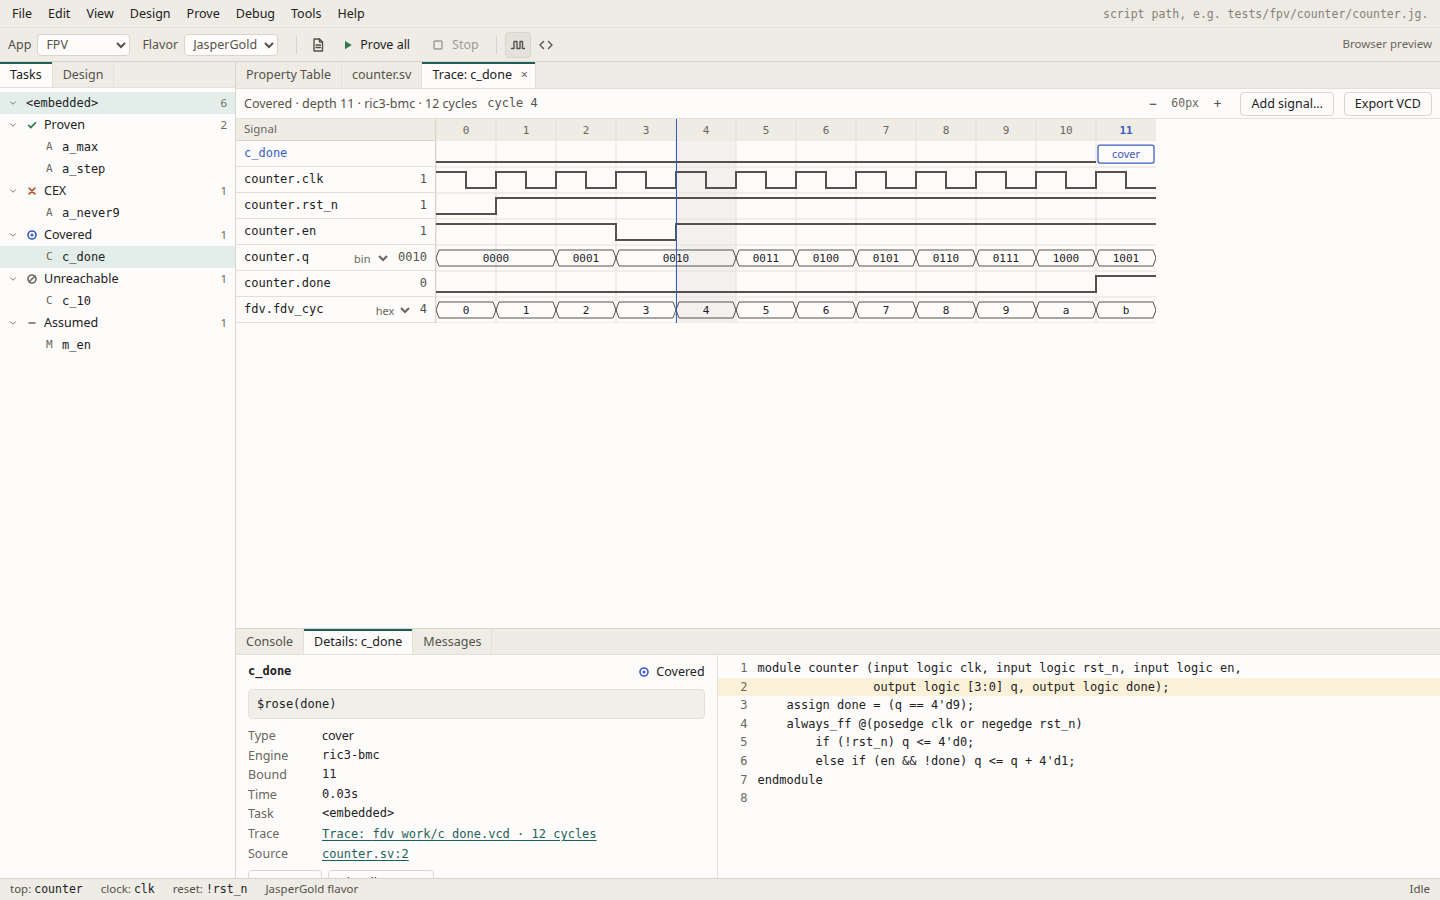 File Edit View Design Prove Debug Tools Help script path, e.g. tests/fpv/counter/counter.jg.
App FPV Flavor JasperGold Prove all Stop Browser preview
Tasks Design Property Table counter.sv Trace: c_done ×
Covered · depth 11 · ric3-bmc · 12 cycles cycle 4 − 60px + Add signal... Export VCD
<embedded> 6
Proven 2
A a_max
A a_step
CEX 1
A a_never9
Covered 1
C c_done
Unreachable 1
C c_10
Assumed 1
M m_en
Signal 0 1 2 3 4 5 6 7 8 9 10 11
c_done cover
counter.clk 1
counter.rst_n 1
counter.en 1
counter.q bin 0010 0000 0001 0010 0011 0100 0101 0110 0111 1000 1001
counter.done 0
fdv.fdv_cyc hex 4 0 1 2 3 4 5 6 7 8 9 a b
Console Details: c_done Messages
c_done Covered
$rose(done)
Type cover
Engine ric3-bmc
Bound 11
Time 0.03s
Task <embedded>
Trace Trace: fdv_work/c_done.vcd · 12 cycles
Source counter.sv:2
1 module counter (input logic clk, input logic rst_n, input logic en,
2 output logic [3:0] q, output logic done);
3 assign done = (q == 4'd9);
4 always_ff @(posedge clk or negedge rst_n)
5 if (!rst_n) q <= 4'd0;
6 else if (en && !done) q <= q + 4'd1;
7 endmodule
8
top: counter clock: clk reset: !rst_n JasperGold flavor Idle